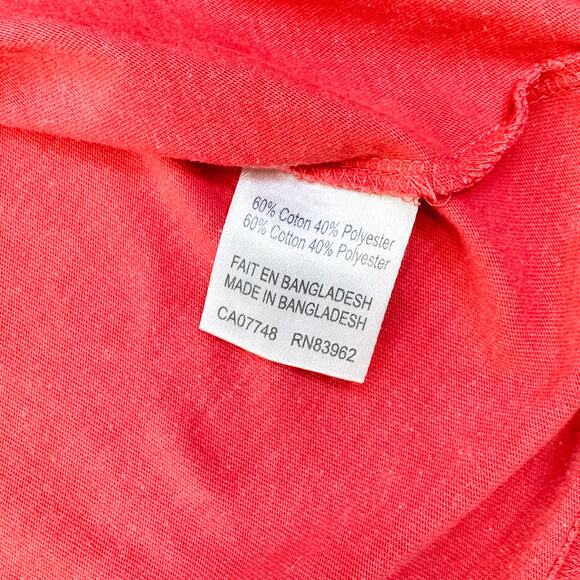 60% Coton 40% Polyester
60% Cotton 40% Polyester
FAIT EN BANGLADESH
MADE IN BANGLADESH
CA07748 RN83962